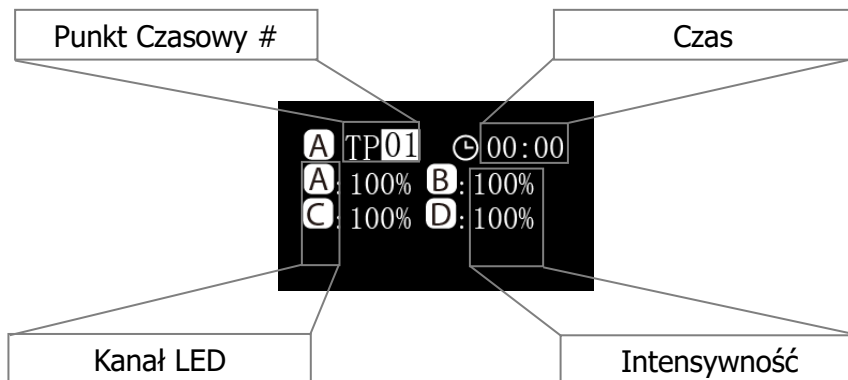 Punkt Czasowy #
Czas
A TP01 00:00
A: 100% B: 100%
C: 100% D: 100%
Kanał LED
Intensywność